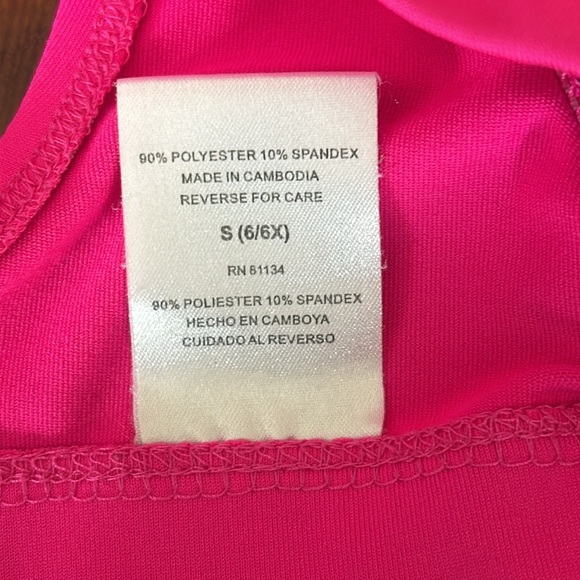 90% POLYESTER 10% SPANDEX
MADE IN CAMBODIA
REVERSE FOR CARE
S (6/6X)
RN 61134
90% POLIESTER 10% SPANDEX
HECHO EN CAMBOYA
CUIDADO AL REVERSO